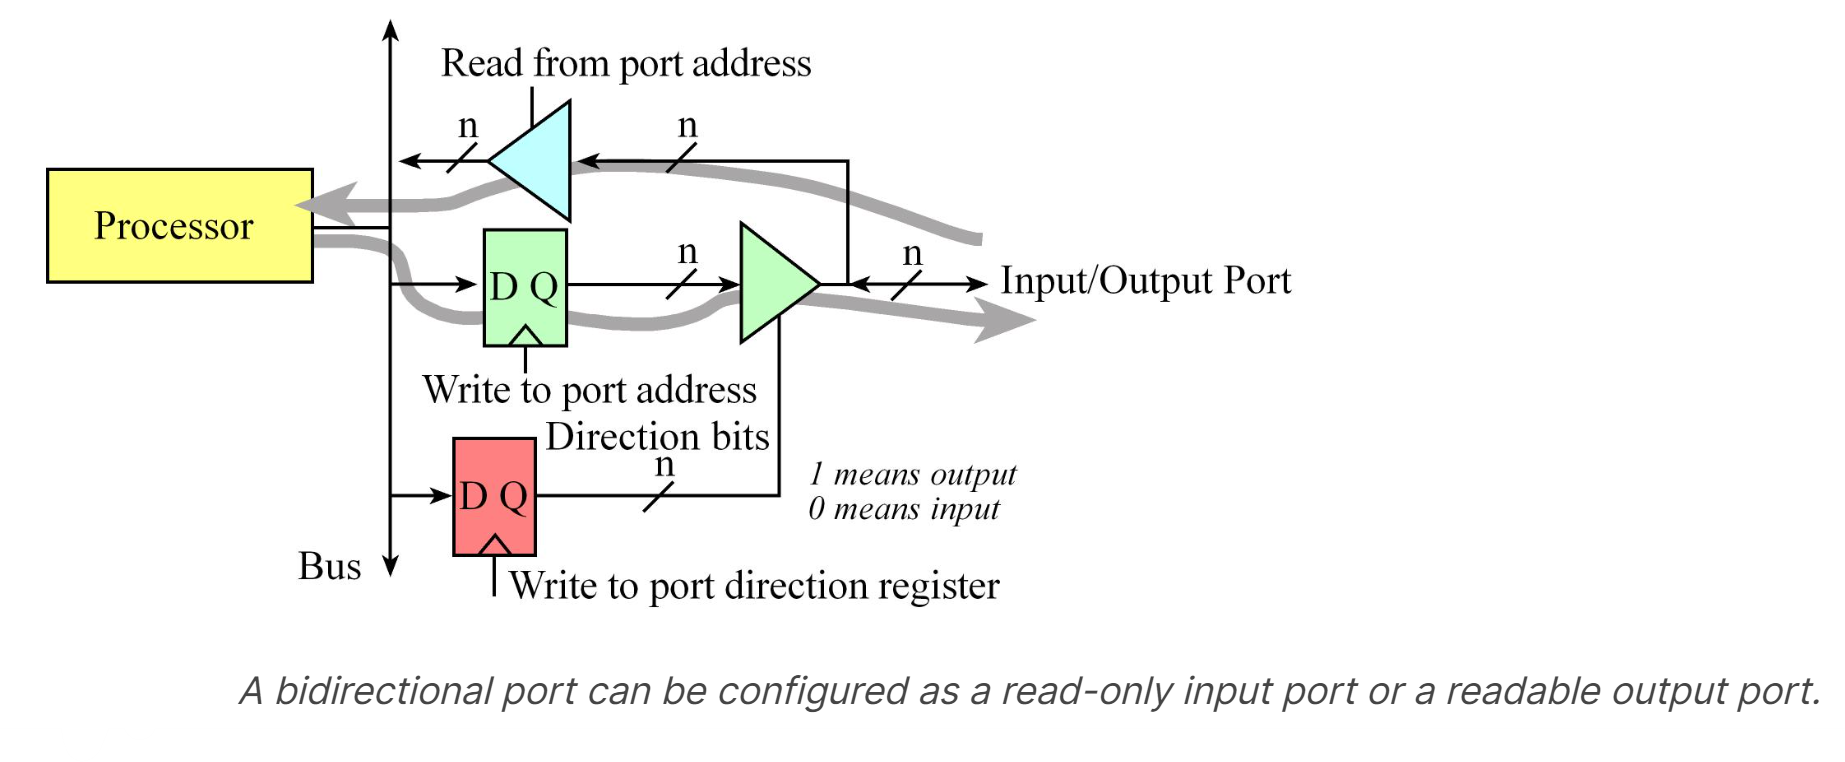 Read from port address
n
n
Processor
n
n
D Q
Input/Output Port
Write to port address
Direction bits
n
1 means output
D Q
0 means input
Bus
Write to port direction register
A bidirectional port can be configured as a read-only input port or a readable output port.